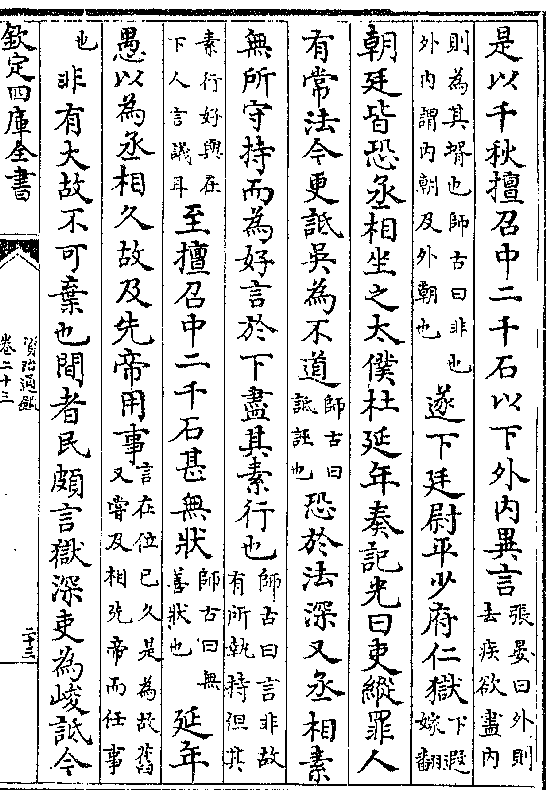 是以千秋擅召中二千石以下外内異言張晏曰外則
去疾欲盡内
則為其壻也師古曰非也
外内謂内朝及外朝也遂下廷尉平少府仁獄下遐
嫁翻
朝廷皆恐丞相坐之太僕杜延年奏記光曰吏縱罪人
有常法今更詆吳為不道師古曰
詆誣也恐於法深又丞相素
無所守持而為好言於下盡其素行也師古曰言非故
有所執持但其
素行好與在
下人言議耳至擅召中二千石甚無狀師古曰無
善狀也延年
愚以為丞相久故及先帝用事言在位已久是為故舊
又嘗及相先帝而任事
也非有大故不可棄也間者民頗言獄深吏為峻詆今
欽定四庫全書
資治通鑑
卷二十三
二十三